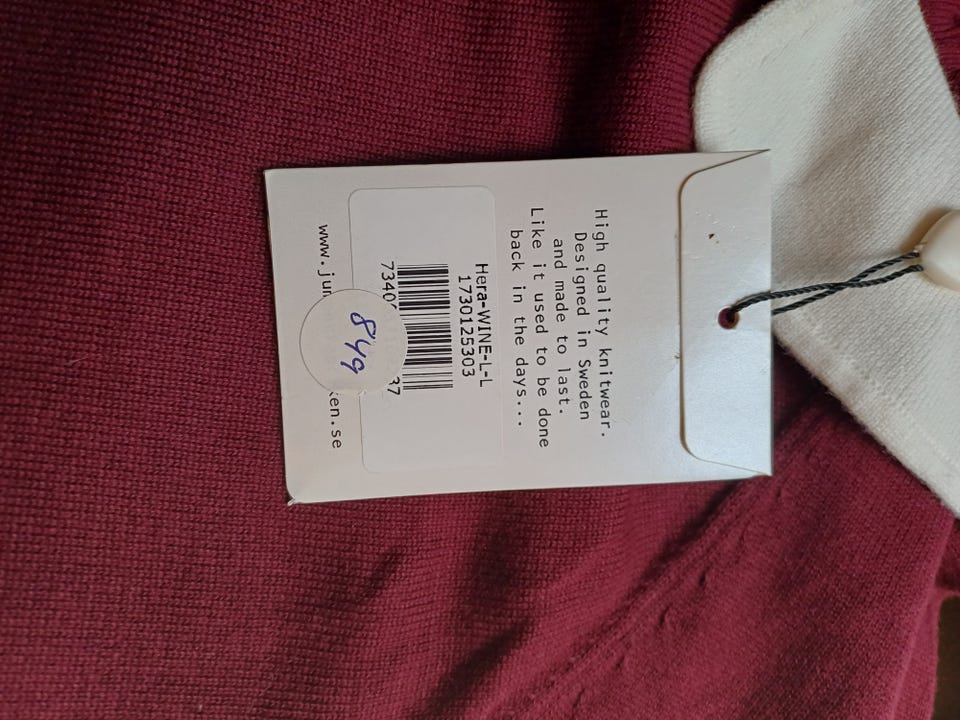 High quality knitwear.
Designed in Sweden
and made to last.
Like it used to be done
back in the days...
Hera-WINE-L-L
1730125303
849